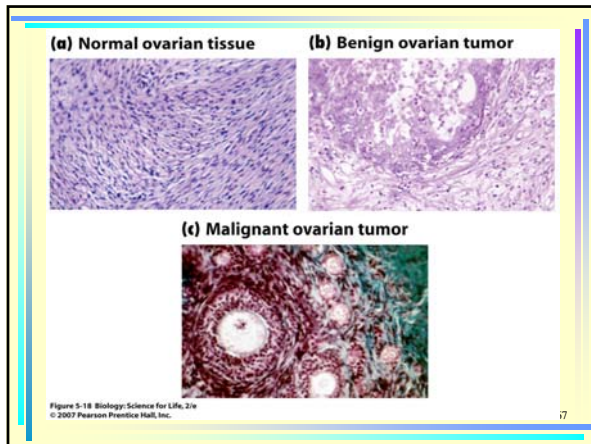 (a) Normal ovarian tissue
(b) Benign ovarian tumor
(c) Malignant ovarian tumor
Figure 5-18 Biology: Science for Life, 2/e
© 2007 Pearson Prentice Hall, Inc.